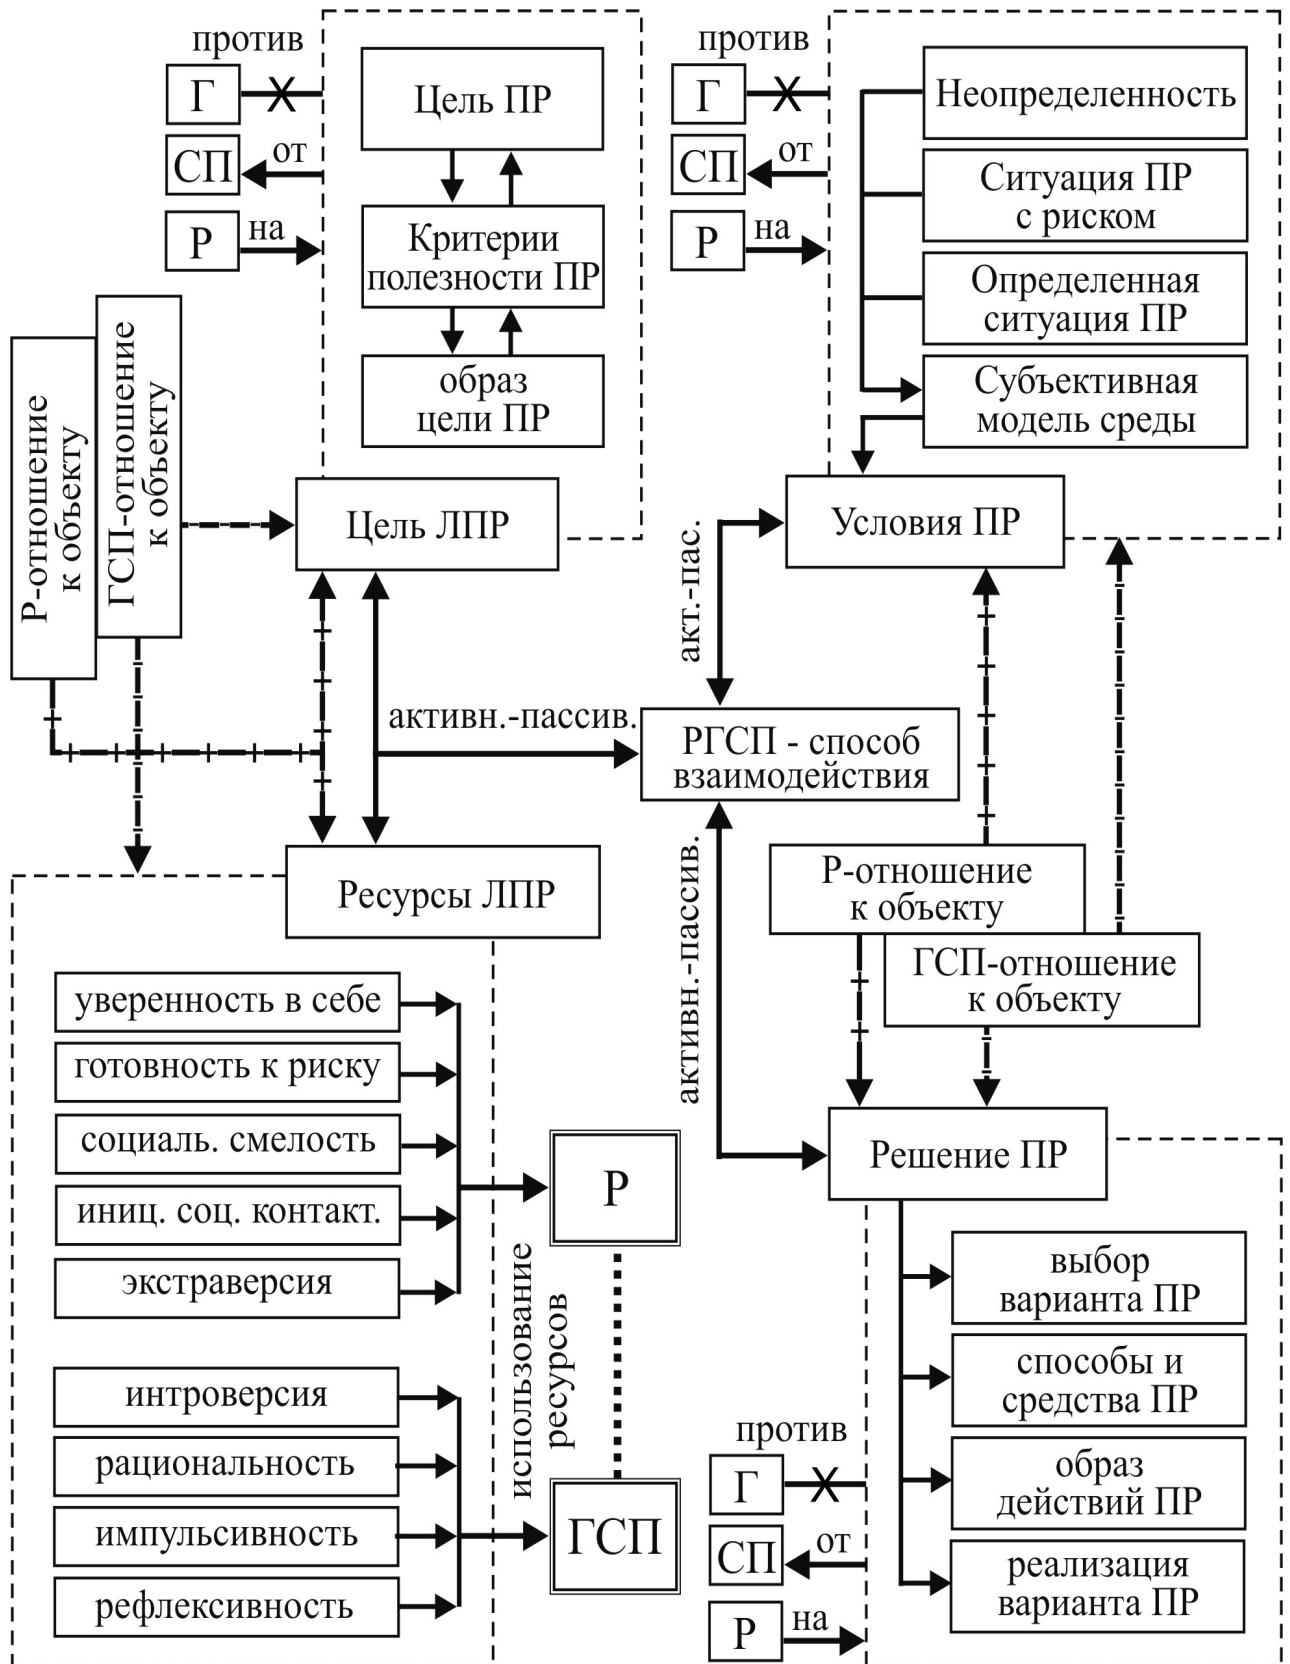 против
Г
СП
от
Р
на
Цель ПР
Критерии
полезности ПР
образ
цели ПР
против
Г
СП
от
Р
на
Неопределенность
Ситуация ПР
с риском
Определенная
ситуация ПР
Субъективная
модель среды
Р-отношение
к объекту
ГСП-отношение
к объекту
Цель ЛПР
Условия ПР
акт.-пас.
активн.-пассив.
РГСП - способ
взаимодействия
активн.-пассив.
Ресурсы ЛПР
Р-отношение
к объекту
ГСП-отношение
к объекту
уверенность в себе
готовность к риску
социаль. смелость
иниц. соц. контакт.
экстраверсия
интроверсия
рациональность
импульсивность
рефлексивность
Р
использование
ресурсов
ГСП
Решение ПР
выбор
варианта ПР
способы и
средства ПР
образ
действий ПР
реализация
варианта ПР
против
Г
СП
от
Р
на